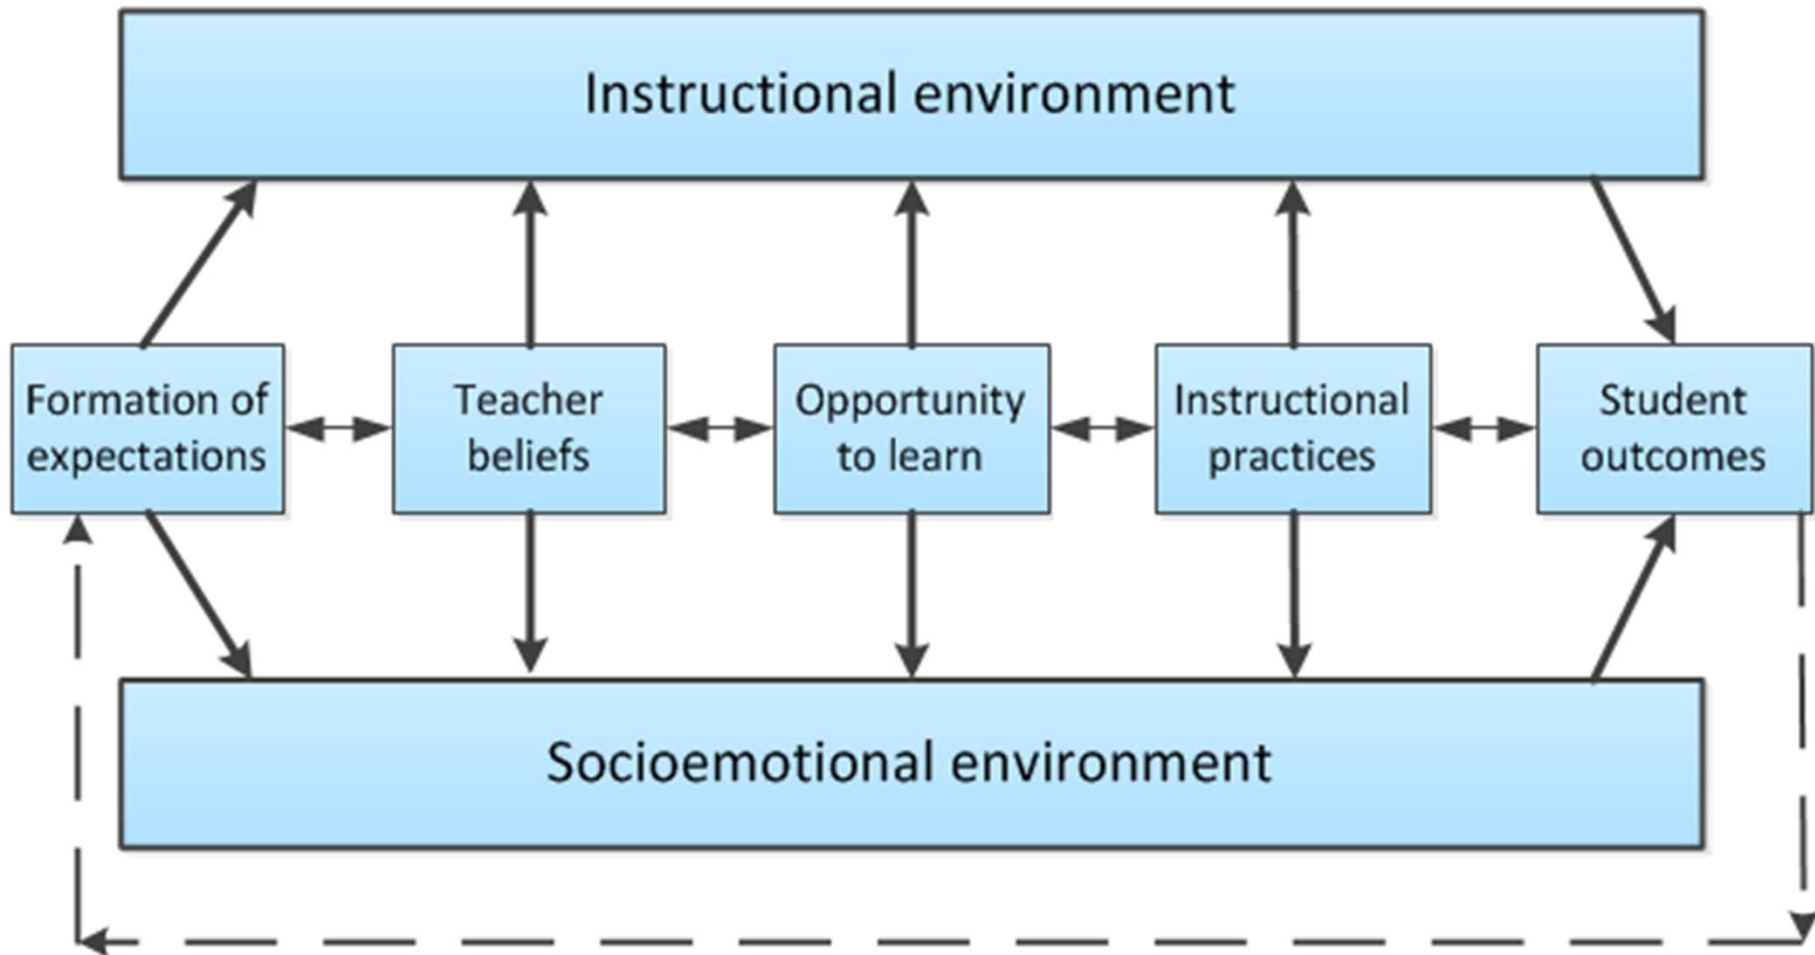 Instructional environment
Formation of
expectations
Teacher
beliefs
Opportunity
to learn
Instructional
practices
Student
outcomes
Socioemotional environment